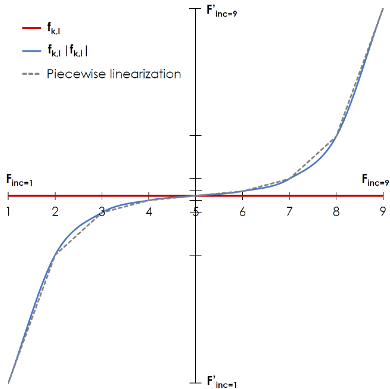 F'inc=9
fk,l
fk,l |fk,l|
Piecewise linearization
Finc=1
Finc=9
1 2 3 4 5 6 7 8 9
F'inc=1